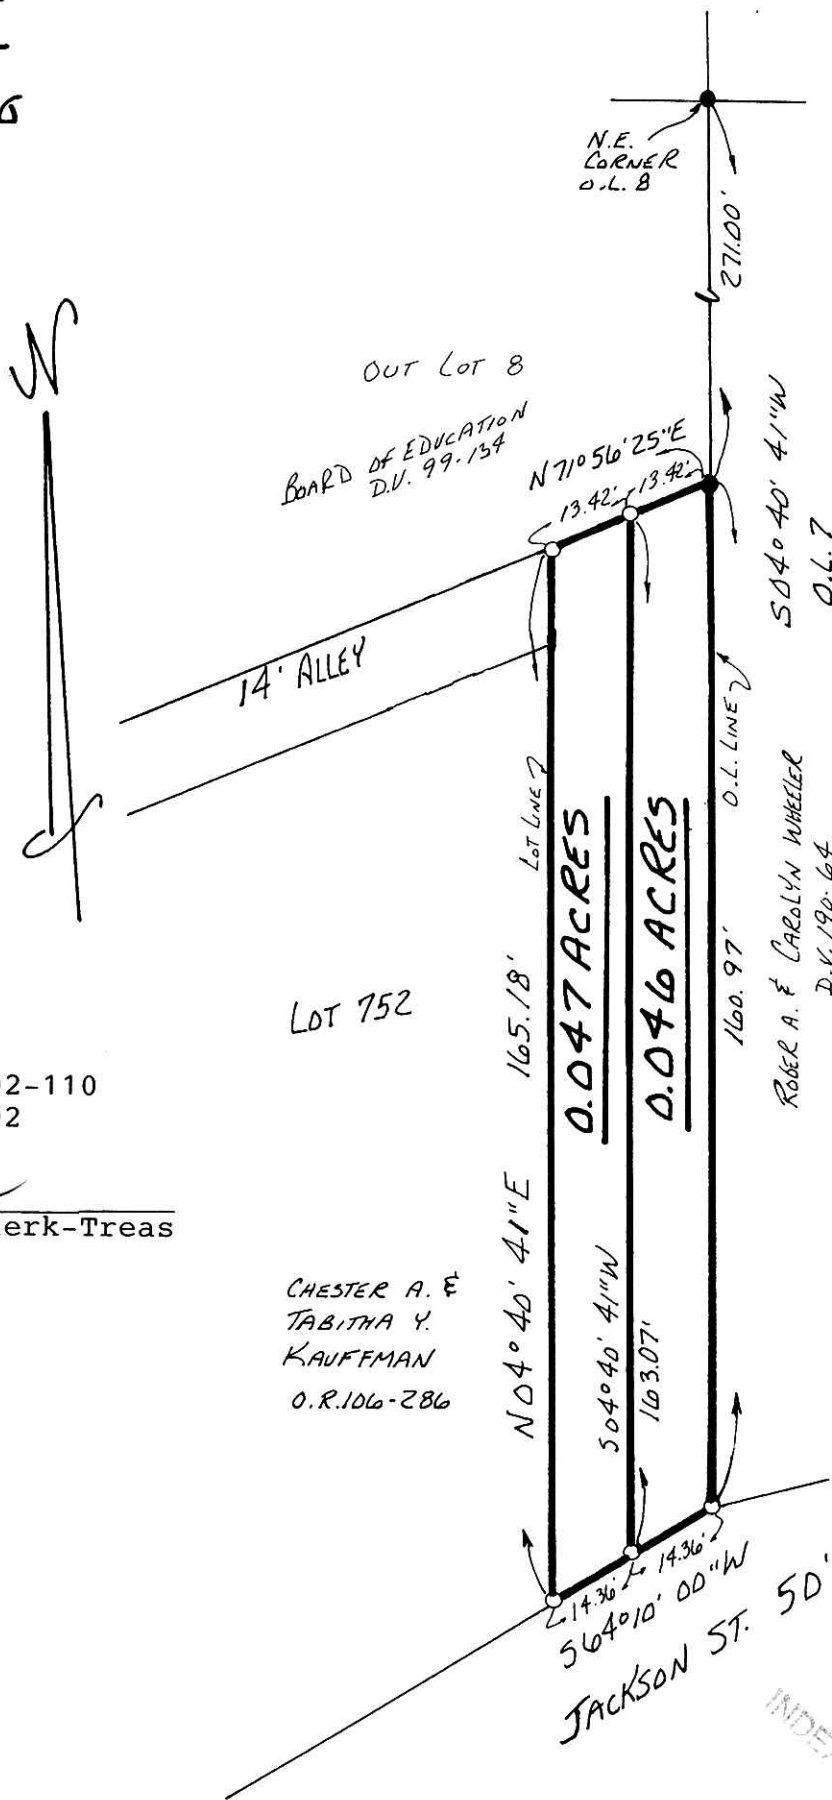 N.E.
CORNER
O.L. 8
271.00'
N
OUT LOT 8
BOARD OF EDUCATION
D.V. 99-134
N 71° 56' 25" E
13.42'
13.42'
S 04° 40' 41" W
O.L. 7
14' ALLEY
LOT LINE
O.L. LINE
0.047 ACRES
0.046 ACRES
ROGER A. & CAROLYN WHEELER
D.V. 190-64
160.97'
165.18'
LOT 752
2-110
2
erk-Treas
N 04° 40' 41" E
S 04° 40' 41" W
163.07'
CHESTER A. &
TABITHA Y.
KAUFFMAN
O.R. 106-286
14.36'
14.36'
S 64° 10' 00" W
JACKSON ST. 50'
INDEX